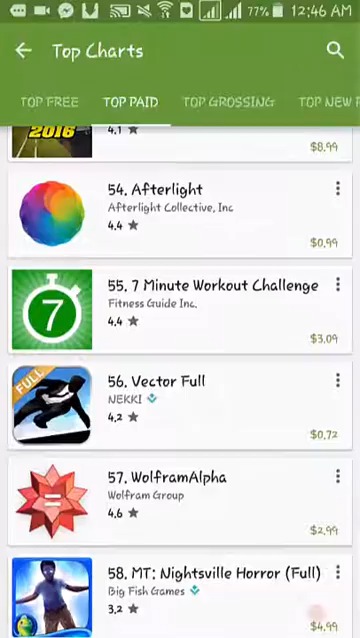 77% 12:46 AM
Top Charts
TOP FREE TOP PAID TOP GROSSING TOP NEW
2016
4.1
$8.99
54. Afterlight
Afterlight Collective, Inc
4.4
$0.99
7
55. 7 Minute Workout Challenge
Fitness Guide Inc.
4.4
$3.09
FULL
56. Vector Full
NEKKI
4.2
$0.72
=
57. WolframAlpha
Wolfram Group
4.6
$2.99
58. MT: Nightsville Horror (Full)
Big Fish Games
3.2
$4.99